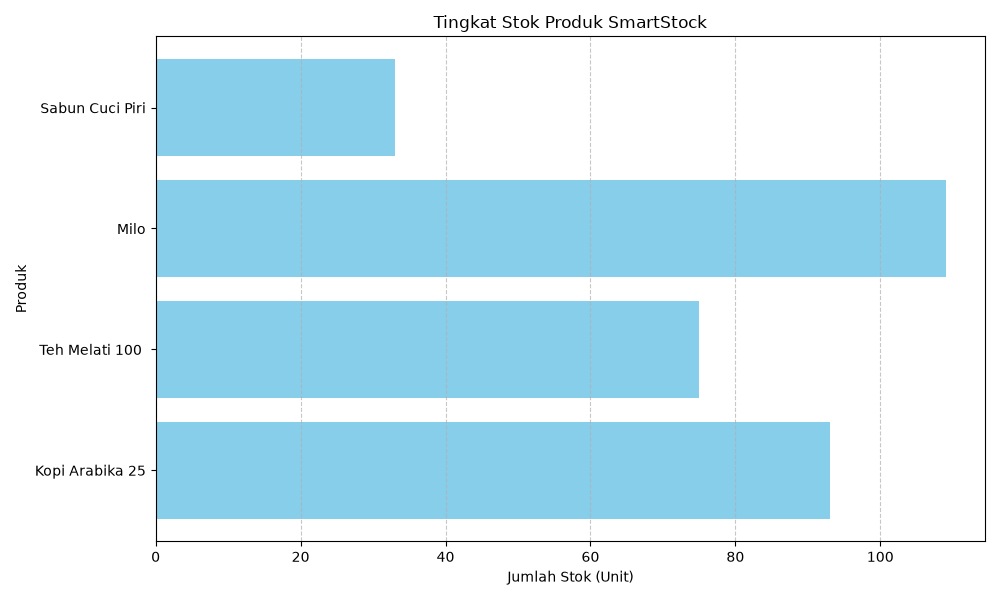 Tingkat Stok Produk SmartStock
Produk
Sabun Cuci Piri
Milo
Teh Melati 100
Kopi Arabika 25
0 20 40 60 80 100
Jumlah Stok (Unit)